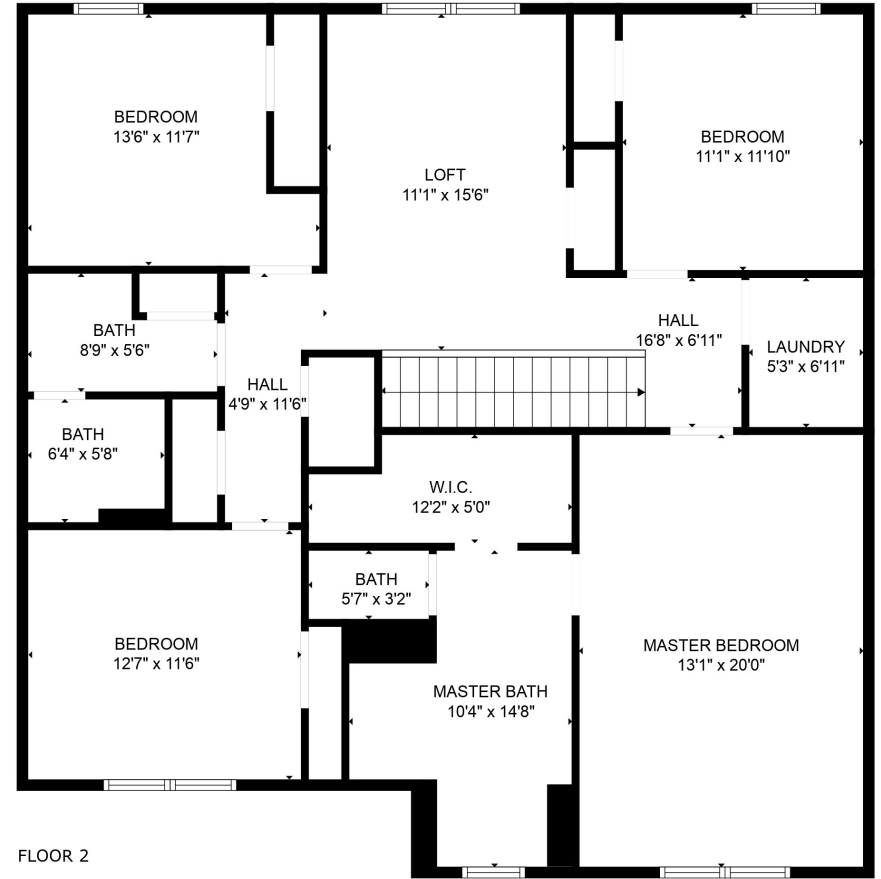 BEDROOM
13'6" x 11'7"
LOFT
11'1" x 15'6"
BEDROOM
11'1" x 11'10"
BATH
8'9" x 5'6"
HALL
16'8" x 6'11"
LAUNDRY
5'3" x 6'11"
HALL
4'9" x 11'6"
BATH
6'4" x 5'8"
W.I.C.
12'2" x 5'0"
BATH
5'7" x 3'2"
BEDROOM
12'7" x 11'6"
MASTER BEDROOM
13'1" x 20'0"
MASTER BATH
10'4" x 14'8"
FLOOR 2